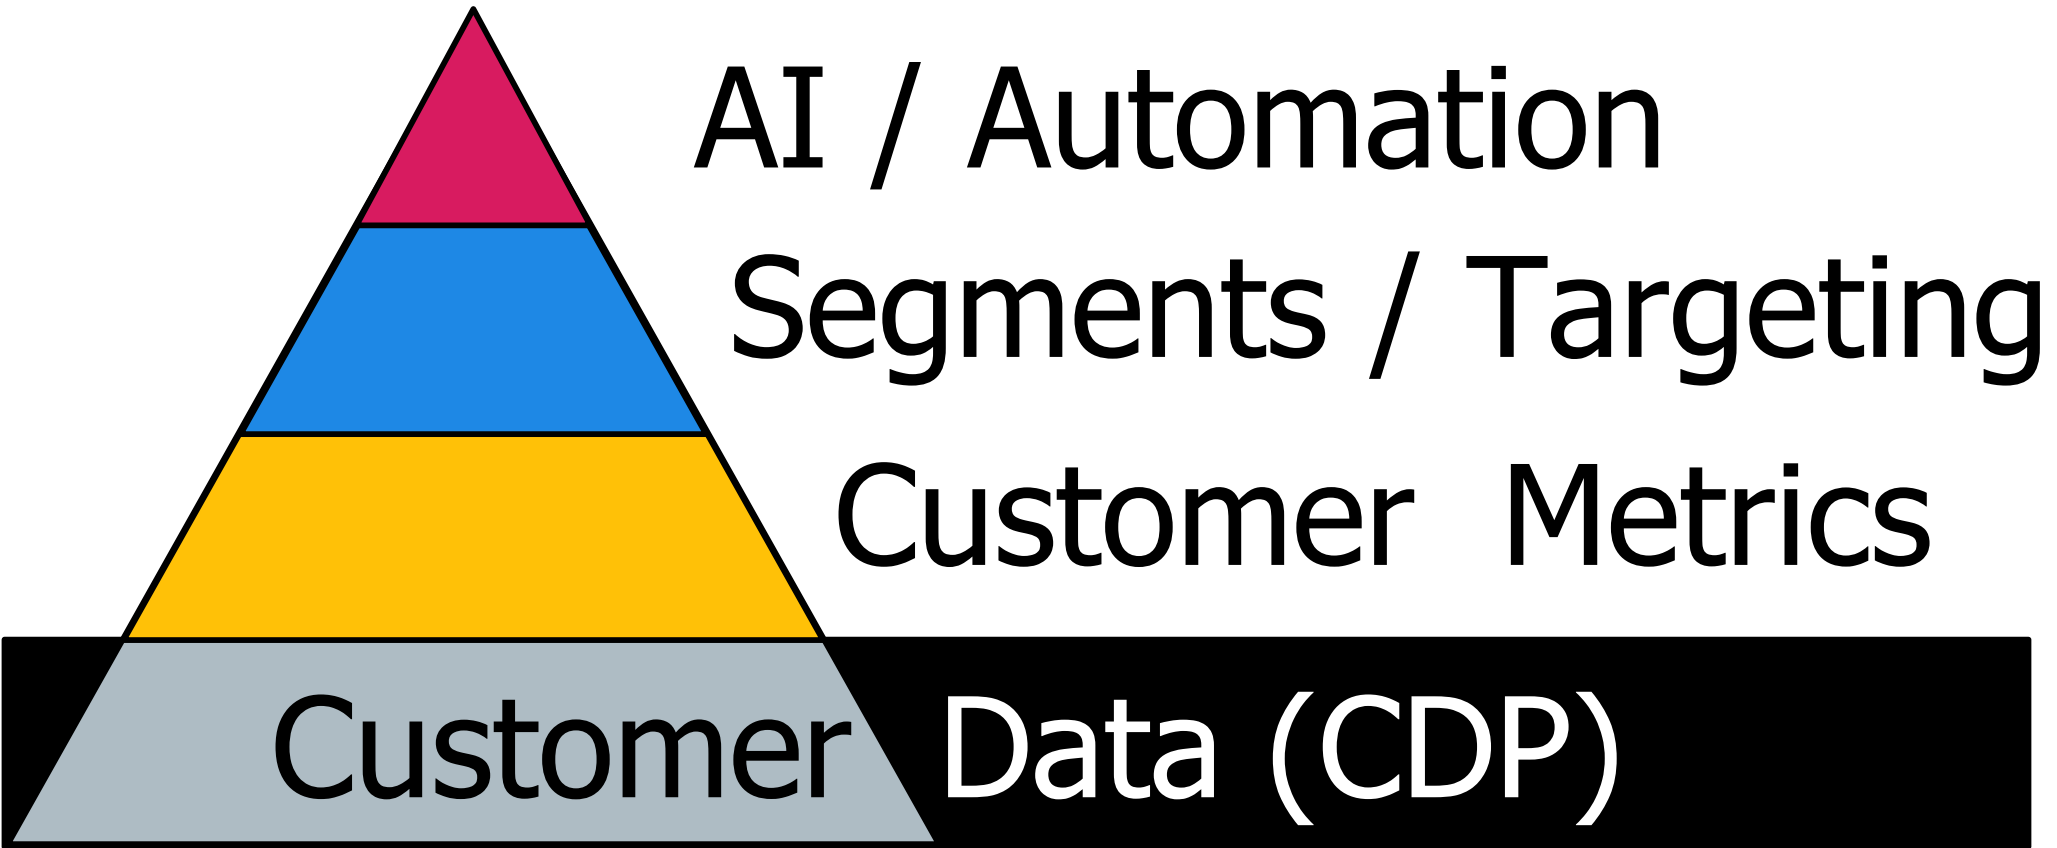 AI / Automation
Segments / Targeting
Customer Metrics
Customer Data (CDP)